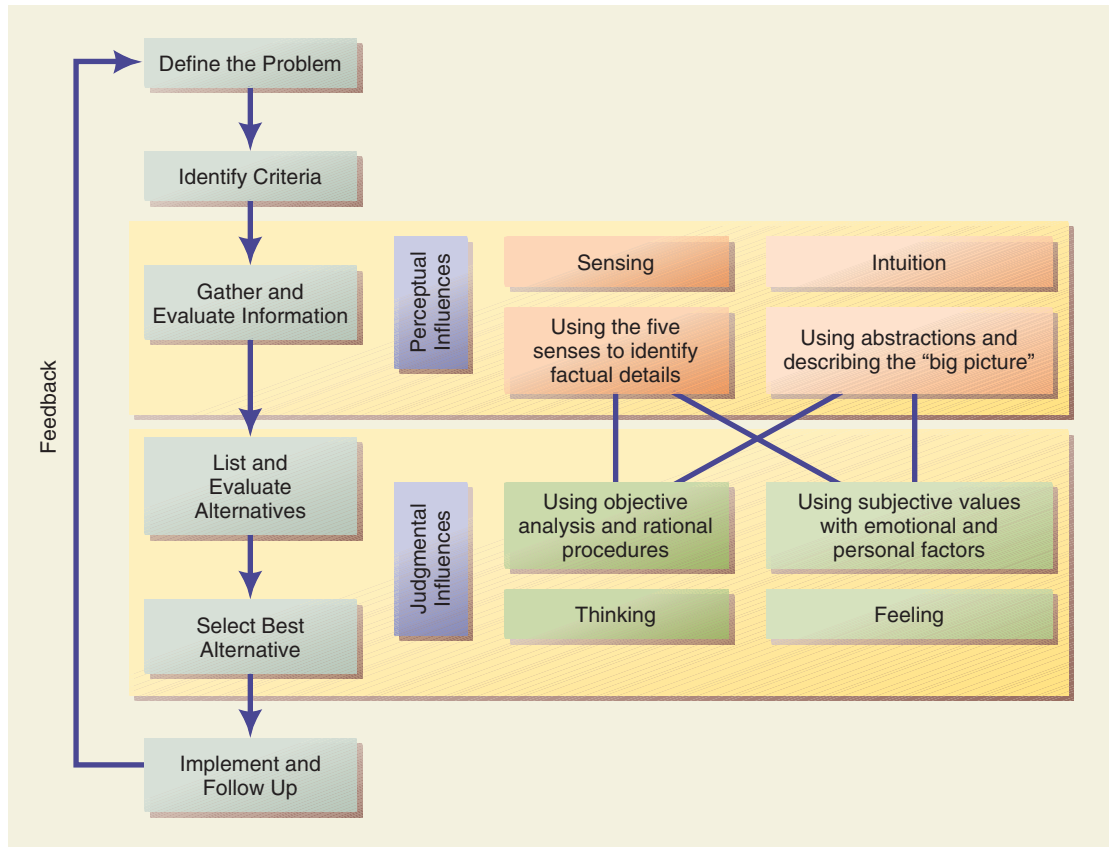 Define the Problem
Identify Criteria
Gather and
Evaluate Information
Perceptual
Influences
Sensing
Intuition
Using the five
senses to identify
factual details
Using abstractions and
describing the “big picture”
Feedback
List and
Evaluate
Alternatives
Select Best
Alternative
Judgmental
Influences
Using objective
analysis and rational
procedures
Using subjective values
with emotional and
personal factors
Thinking
Feeling
Implement and
Follow Up